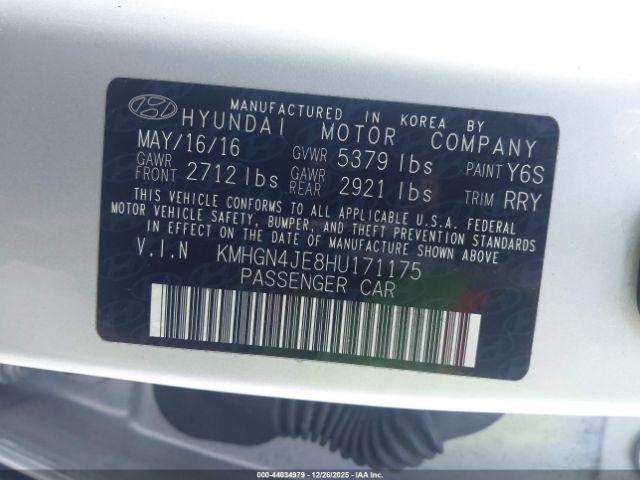 MANUFACTURED IN KOREA BY
HYUNDAI MOTOR COMPANY
MAY/16/16 GVWR 5379 lbs PAINT Y6S
GAWR FRONT 2712 lbs GAWR REAR 2921 lbs TRIM RRY
THIS VEHICLE CONFORMS TO ALL APPLICABLE U.S.A. FEDERAL
MOTOR VEHICLE SAFETY, BUMPER, AND THEFT PREVENTION STANDARDS
IN EFFECT ON THE DATE OF MANUFACTURE SHOWN ABOVE
V.I.N KMHGN4JE8HU171175
PASSENGER CAR
000-44034979 | 12/26/2025 - IAAI.COM